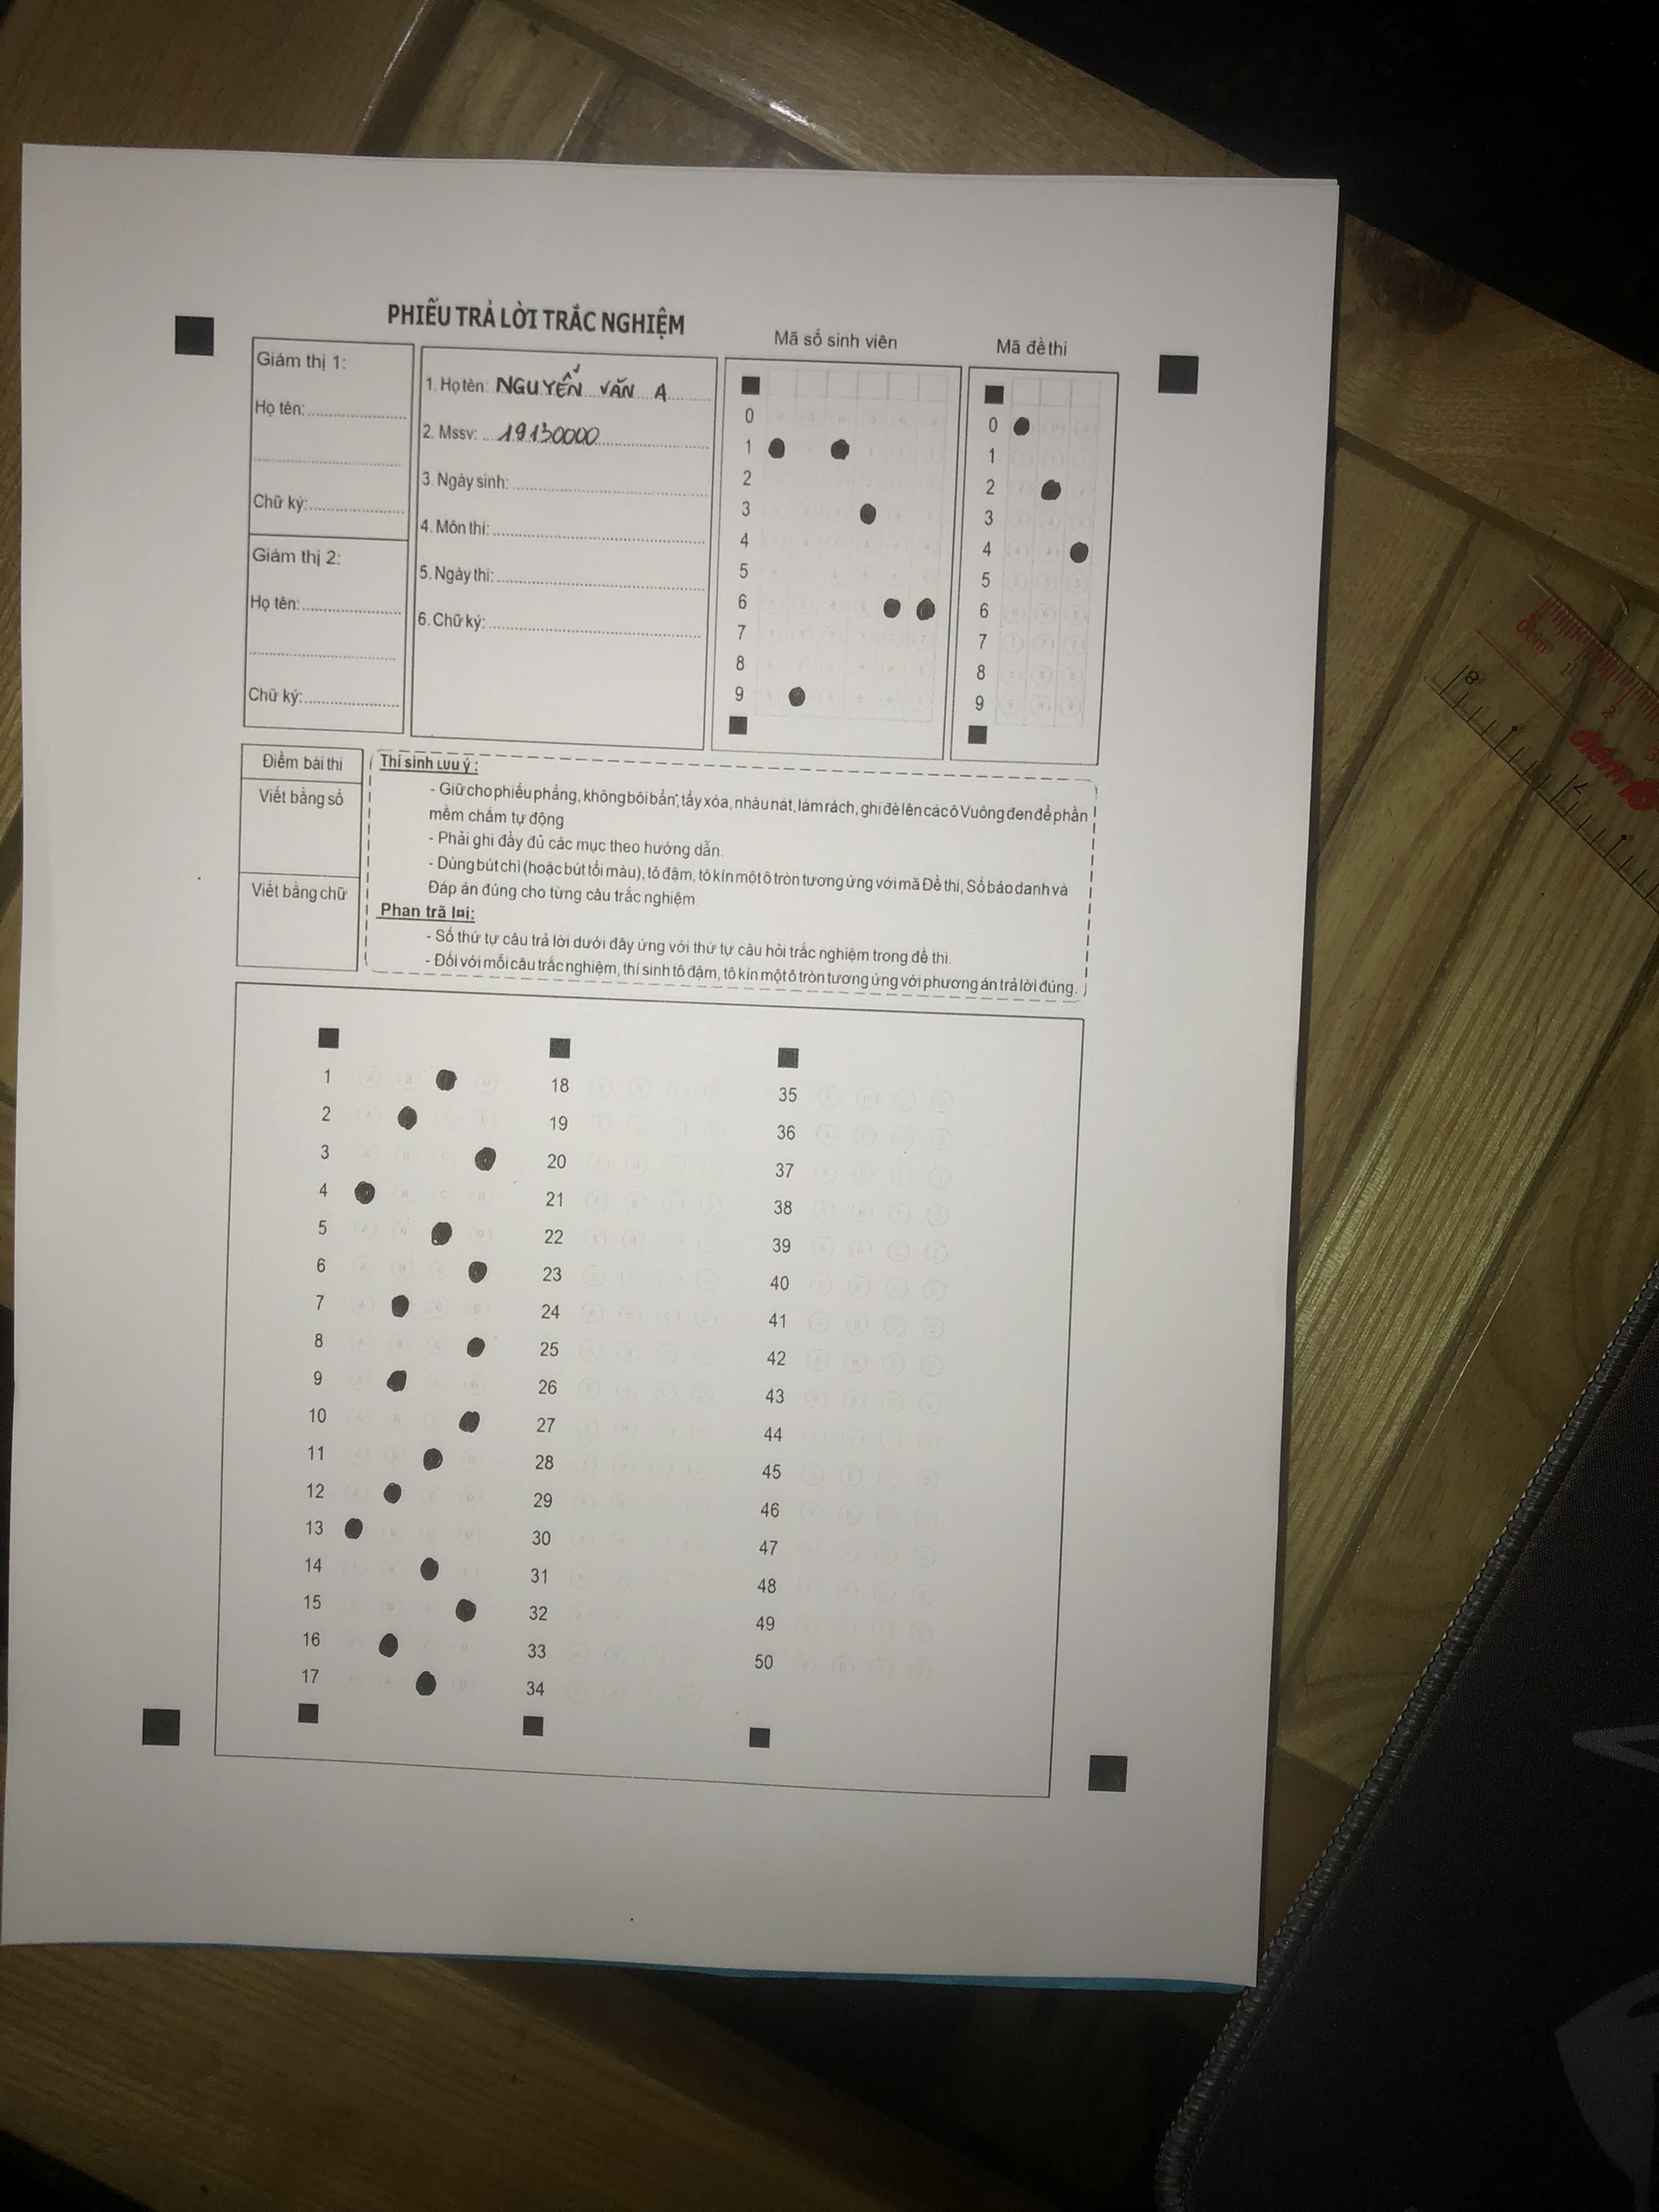 PHIẾU TRẢ LỜI TRẮC NGHIỆM
Mã số sinh viên
Mã đề thi
Giám thị 1:
Họ tên:
Chữ ký:
Giám thị 2:
Họ tên:
Chữ ký:
1. Họ tên: NGUYỄN VĂN A
2. Mssv: 19130000
3. Ngày sinh:
4. Môn thi:
5. Ngày thi:
6. Chữ ký:
0
1
2
3
4
5
6
7
8
9
0
1
2
3
4
5
6
7
8
9
Điểm bài thi
Viết bằng số
Viết bằng chữ
Thí sinh lưu ý:
- Giữ cho phiếu phẳng, không bôi bẩn, tẩy xóa, nhàu nát, làm rách, ghi đè lên các ô Vuông đen để phần
mềm chấm tự động
- Phải ghi đầy đủ các mục theo hướng dẫn.
- Dùng bút chì (hoặc bút tối màu), tô đậm, tô kín một ô tròn tương ứng với mã Đề thi, Số báo danh và
Đáp án đúng cho từng câu trắc nghiệm.
Phan trã lời:
- Số thứ tự câu trả lời dưới đây ứng với thứ tự câu hỏi trắc nghiệm trong đề thi.
- Đối với mỗi câu trắc nghiệm, thí sinh tô đậm, tô kín một ô tròn tương ứng với phương án trả lời đúng.
1
2
3
4
5
6
7
8
9
10
11
12
13
14
15
16
17
18
19
20
21
22
23
24
25
26
27
28
29
30
31
32
33
34
35
36
37
38
39
40
41
42
43
44
45
46
47
48
49
50
0cm 1 2 3
8